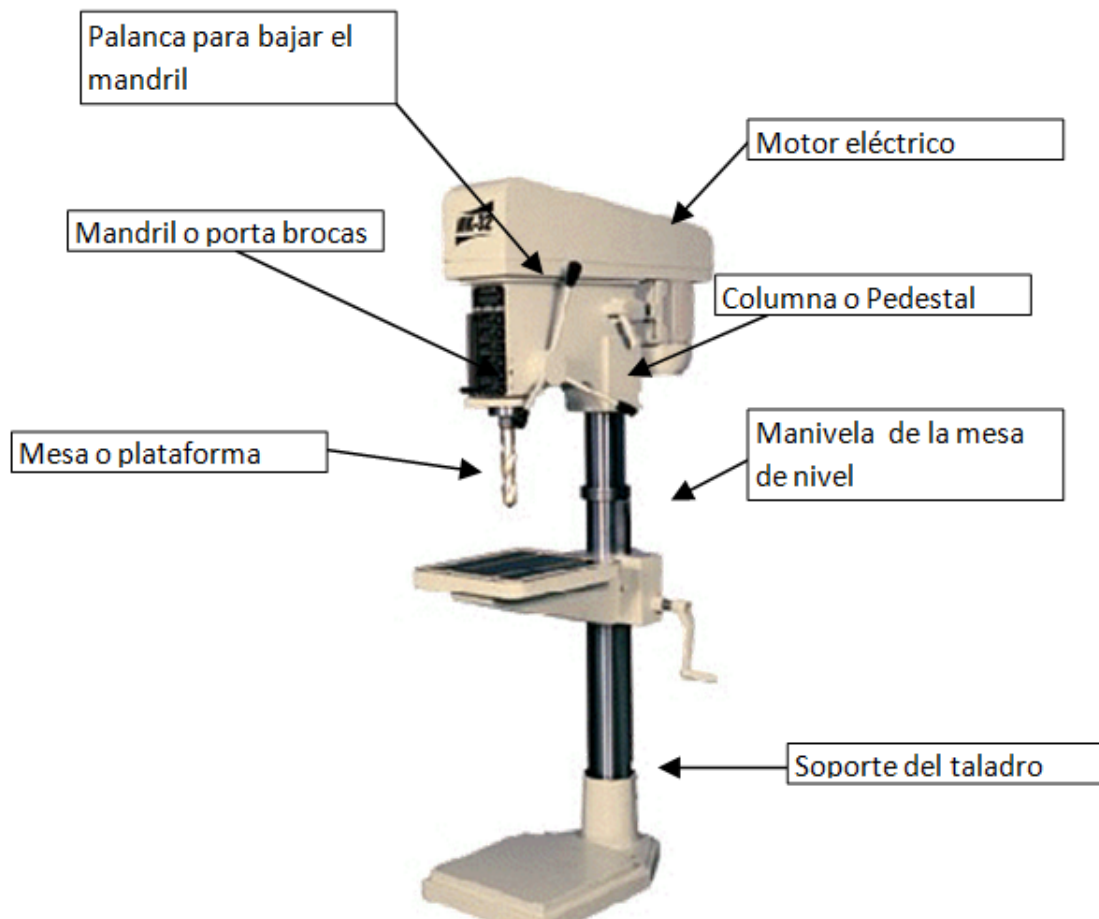 Palanca para bajar el
mandril
Motor eléctrico
Mandril o porta brocas
Columna o Pedestal
Mesa o plataforma
Manivela de la mesa
de nivel
Soporte del taladro